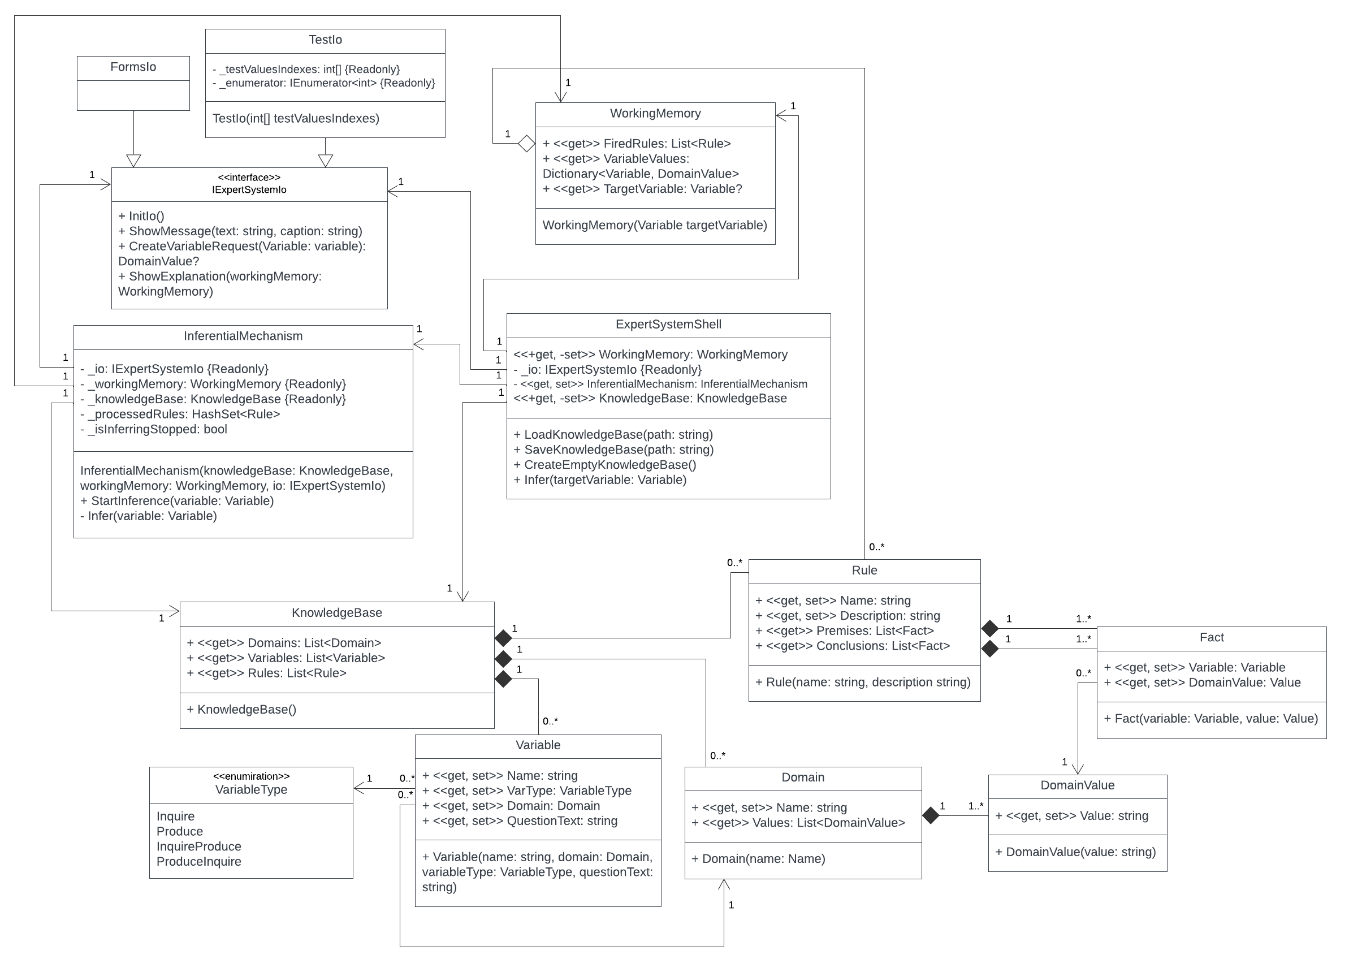 TestIo
- _testValuesIndexes: int[] {Readonly}
- _enumerator: IEnumerator<int> {Readonly}
TestIo(int[] testValuesIndexes)
FormsIo
1
1
WorkingMemory
+ <<get>> FiredRules: List<Rule>
+ <<get>> VariableValues:
Dictionary<Variable, DomainValue>
+ <<get>> TargetVariable: Variable?
WorkingMemory(Variable targetVariable)
1
1
1
<<interface>>
IExpertSystemIo
+ InitIo()
+ ShowMessage(text: string, caption: string)
+ CreateVariableRequest(Variable: variable):
DomainValue?
+ ShowExplanation(workingMemory:
WorkingMemory)
InferentialMechanism
1
- _io: IExpertSystemIo {Readonly}
- _workingMemory: WorkingMemory {Readonly}
- _knowledgeBase: KnowledgeBase {Readonly}
- _processedRules: HashSet<Rule>
- _isInferringStopped: bool
1
1
1
InferentialMechanism(knowledgeBase: KnowledgeBase,
workingMemory: WorkingMemory, io: IExpertSystemIo)
+ StartInference(variable: Variable)
- Infer(variable: Variable)
ExpertSystemShell
1
1
1
1
<<+get, -set>> WorkingMemory: WorkingMemory
- _io: IExpertSystemIo {Readonly}
- <<get, set>> InferentialMechanism: InferentialMechanism
<<+get, -set>> KnowledgeBase: KnowledgeBase
+ LoadKnowledgeBase(path: string)
+ SaveKnowledgeBase(path: string)
+ CreateEmptyKnowledgeBase()
+ Infer(targetVariable: Variable)
0..*
0..*
Rule
+ <<get, set>> Name: string
+ <<get, set>> Description: string
+ <<get>> Premises: List<Fact>
+ <<get>> Conclusions: List<Fact>
+ Rule(name: string, description string)
1
1
KnowledgeBase
+ <<get>> Domains: List<Domain>
+ <<get>> Variables: List<Variable>
+ <<get>> Rules: List<Rule>
+ KnowledgeBase()
1
1
1
1
1..*
1
1..*
Fact
+ <<get, set>> Variable: Variable
+ <<get, set>> DomainValue: Value
+ Fact(variable: Variable, value: Value)
0..*
0..*
0..*
1
Variable
+ <<get, set>> Name: string
+ <<get, set>> VarType: VariableType
+ <<get, set>> Domain: Domain
+ <<get, set>> QuestionText: string
+ Variable(name: string, domain: Domain,
variableType: VariableType, questionText:
string)
<<enumiration>>
VariableType
Inquire
Produce
InquireProduce
ProduceInquire
1
0..*
0..*
Domain
+ <<get, set>> Name: string
+ <<get>> Values: List<DomainValue>
+ Domain(name: Name)
1
1..*
DomainValue
+ <<get, set>> Value: string
+ DomainValue(value: string)
1